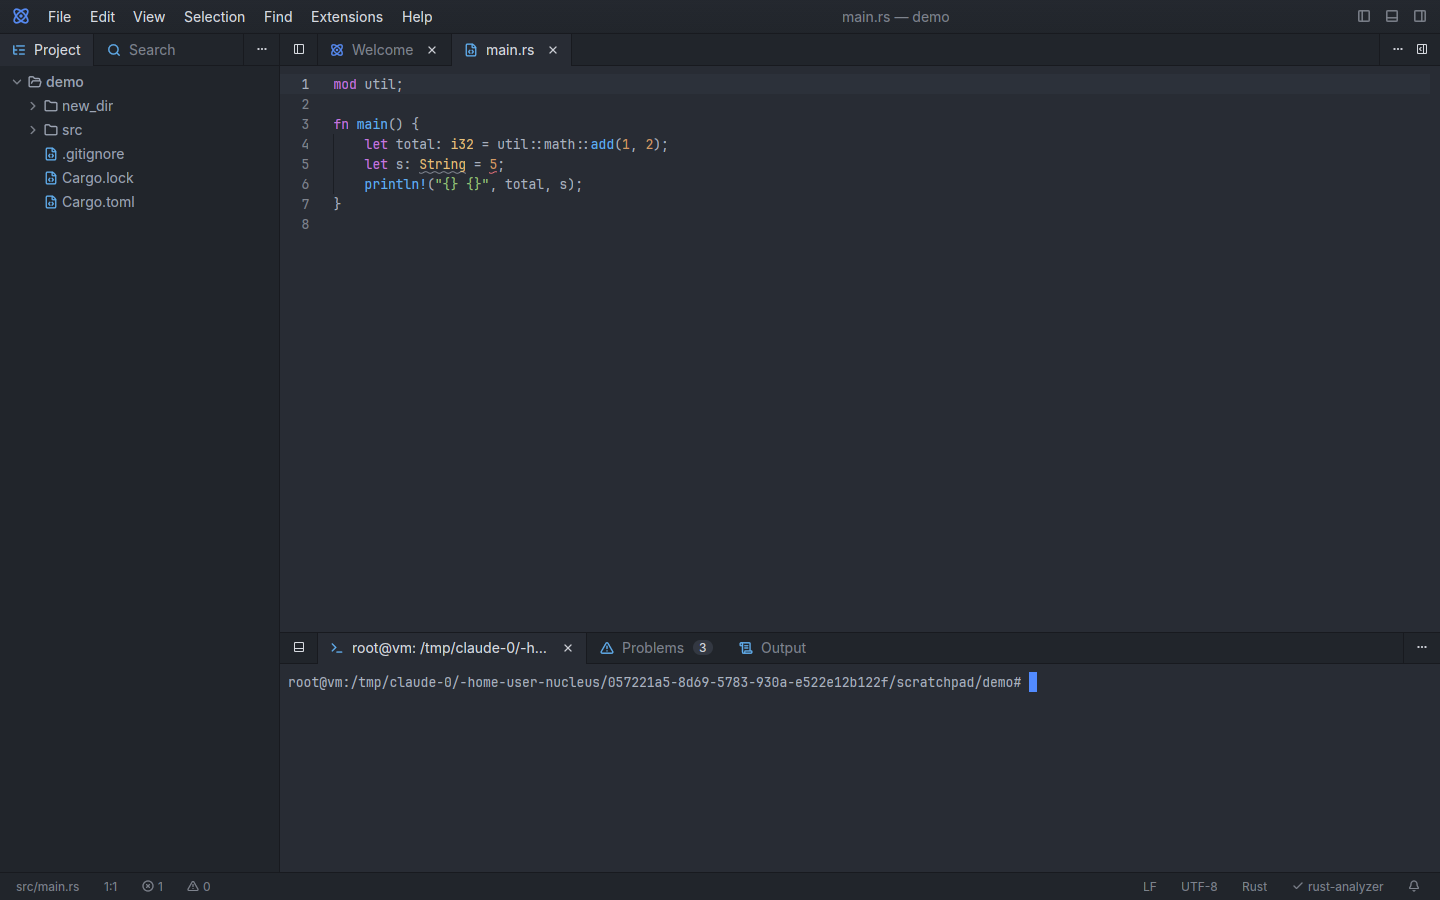 File Edit View Selection Find Extensions Help
main.rs — demo
Project
Search
Welcome
main.rs
demo
new_dir
src
.gitignore
Cargo.lock
Cargo.toml
1 mod util;
2
3 fn main() {
4 let total: i32 = util::math::add(1, 2);
5 let s: String = 5;
6 println!("{} {}", total, s);
7 }
8
root@vm: /tmp/claude-0/-h...
Problems 3
Output
root@vm:/tmp/claude-0/-home-user-nucleus/057221a5-8d69-5783-930a-e522e12b122f/scratchpad/demo#
src/main.rs 1:1 1 0
LF UTF-8 Rust rust-analyzer